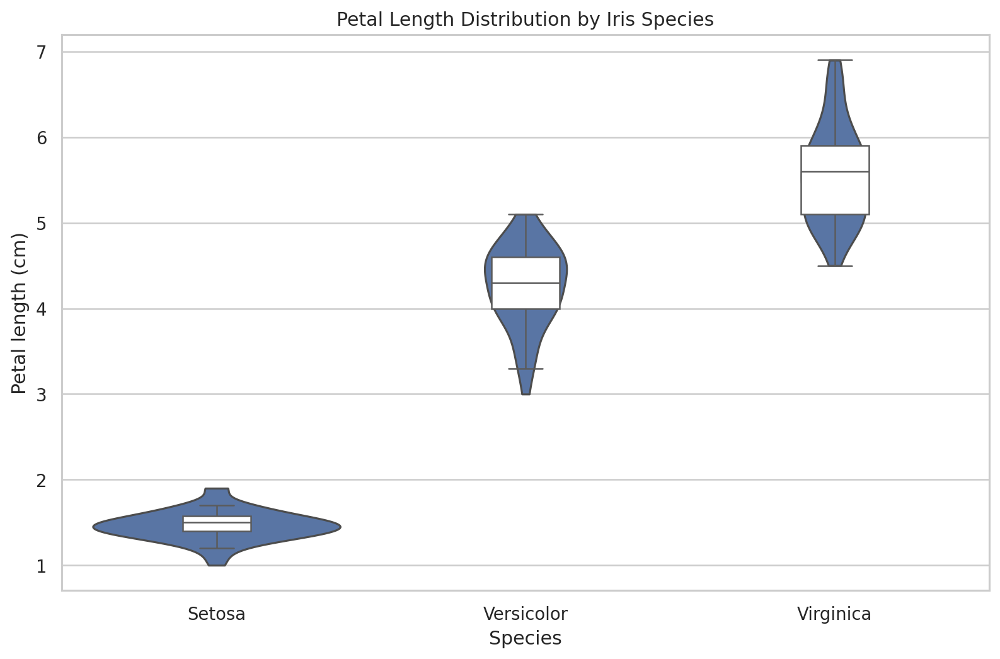 Petal Length Distribution by Iris Species
Petal length (cm)
7
6
5
4
3
2
1
Setosa
Versicolor
Virginica
Species